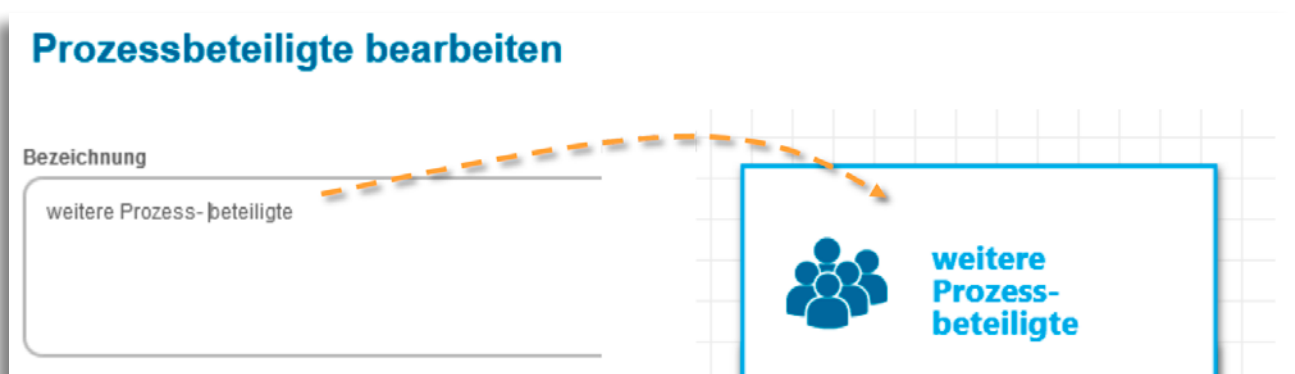 Prozessbeteiligte bearbeiten
Bezeichnung
weitere Prozess- beteiligte
weitere
Prozess-
beteiligte